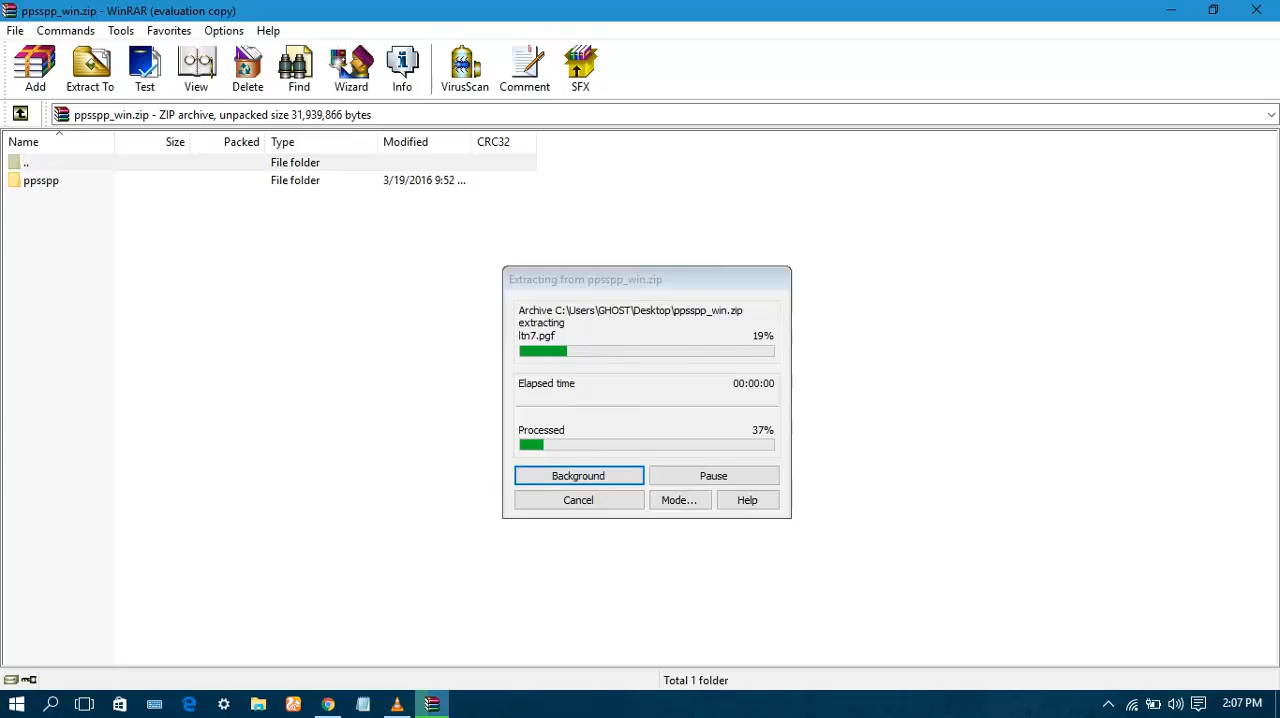 ppsspp_win.zip - WinRAR (evaluation copy)
File Commands Tools Favorites Options Help
Add Extract To Test View Delete Find Wizard Info VirusScan Comment SFX
ppsspp_win.zip - ZIP archive, unpacked size 31,939,866 bytes
Name Size Packed Type Modified CRC32
.. File folder
ppsspp File folder 3/19/2016 9:52 ...
Extracting from ppsspp_win.zip
Archive C:\Users\GHOST\Desktop\ppsspp_win.zip
extracting
ltn7.pgf 19%
Elapsed time 00:00:00
Processed 37%
Background Pause
Cancel Mode... Help
Total 1 folder
2:07 PM